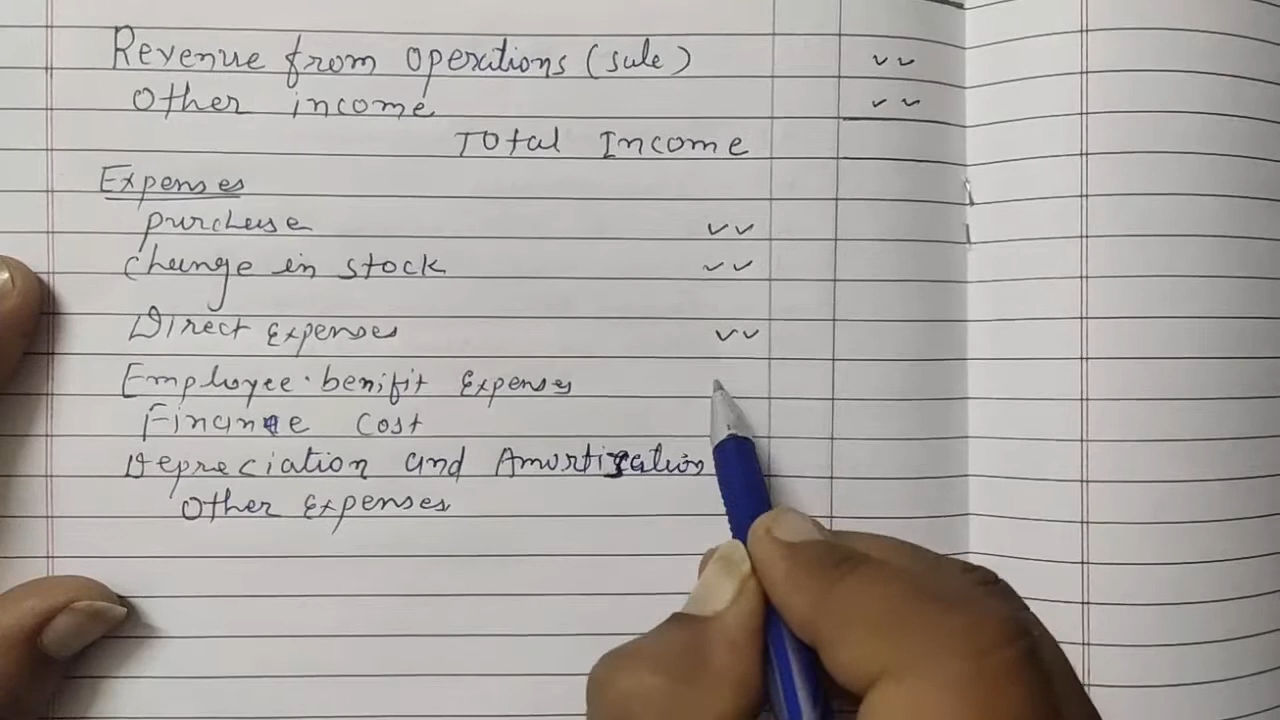 Revenue from operations (sale) ✓✓
Other income ✓✓
Total Income
Expenses
purchase ✓✓
change in stock ✓✓
Direct Expenses ✓✓
Employee benifit Expenses
Finance cost
Depreciation and Amortization
Other Expenses